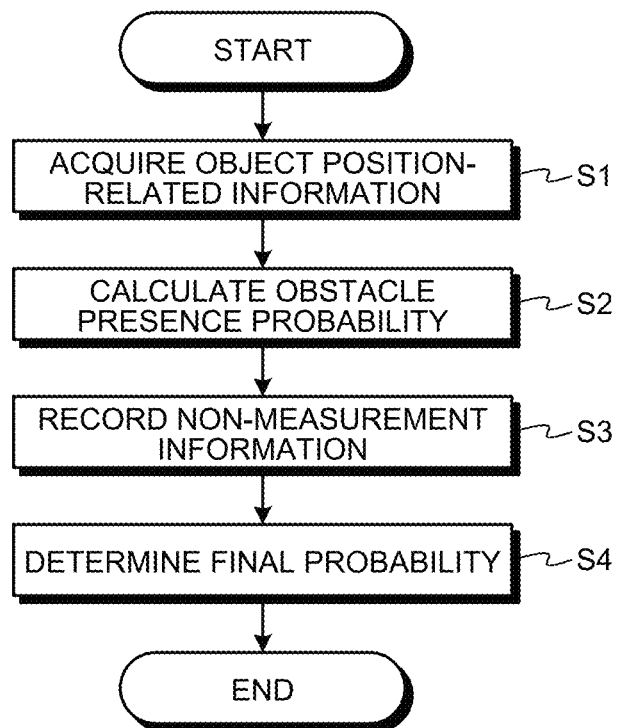 START
ACQUIRE OBJECT POSITION-
RELATED INFORMATION
S1
CALCULATE OBSTACLE
PRESENCE PROBABILITY
S2
RECORD NON-MEASUREMENT
INFORMATION
S3
DETERMINE FINAL PROBABILITY
S4
END